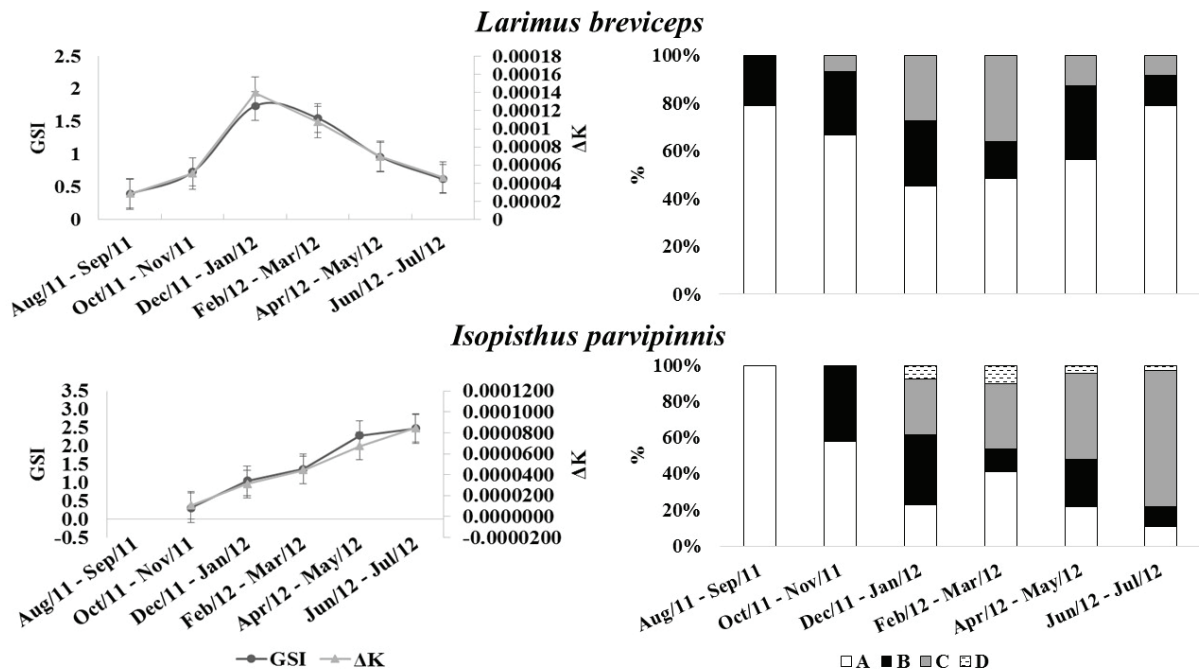 Larimus breviceps
2.5
2
1.5
1
0.5
0
GSI
0.00018
0.00016
0.00014
0.00012
0.0001
0.00008
0.00006
0.00004
0.00002
0
ΔK
Aug/11 - Sep/11
Oct/11 - Nov/11
Dec/11 - Jan/12
Feb/12 - Mar/12
Apr/12 - May/12
Jun/12 - Jul/12
100%
80%
60%
40%
20%
0%
%
Isopisthus parvipinnis
3.5
3.0
2.5
2.0
1.5
1.0
0.5
0.0
-0.5
GSI
0.0001200
0.0001000
0.0000800
0.0000600
0.0000400
0.0000200
0.0000000
-0.0000200
ΔK
Aug/11 - Sep/11
Oct/11 - Nov/11
Dec/11 - Jan/12
Feb/12 - Mar/12
Apr/12 - May/12
Jun/12 - Jul/12
GSI ΔK
100%
80%
60%
40%
20%
0%
%
Aug/11 - Sep/11
Oct/11 - Nov/11
Dec/11 - Jan/12
Feb/12 - Mar/12
Apr/12 - May/12
Jun/12 - Jul/12
A B C D